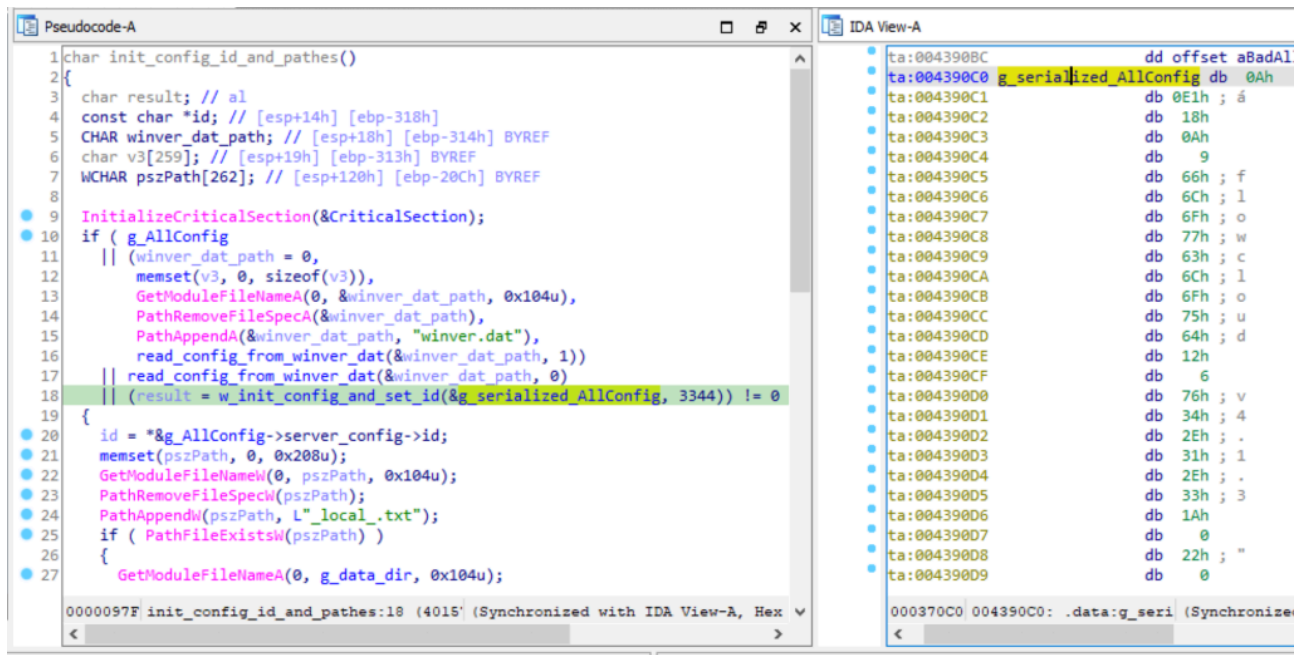 Pseudocode-A
1 char init_config_id_and_pathes()
2 {
3 char result; // al
4 const char *id; // [esp+14h] [ebp-318h]
5 CHAR winver_dat_path; // [esp+18h] [ebp-314h] BYREF
6 char v3[259]; // [esp+19h] [ebp-313h] BYREF
7 WCHAR pszPath[262]; // [esp+120h] [ebp-20Ch] BYREF
8
9 InitializeCriticalSection(&CriticalSection);
10 if ( g_AllConfig
11 || (winver_dat_path = 0,
12 memset(v3, 0, sizeof(v3)),
13 GetModuleFileNameA(0, &winver_dat_path, 0x104u),
14 PathRemoveFileSpecA(&winver_dat_path),
15 PathAppendA(&winver_dat_path, "winver.dat"),
16 read_config_from_winver_dat(&winver_dat_path, 1))
17 || read_config_from_winver_dat(&winver_dat_path, 0)
18 || (result = w_init_config_and_set_id(&g_serialized_AllConfig, 3344)) != 0
19 {
20 id = *&g_AllConfig->server_config->id;
21 memset(pszPath, 0, 0x208u);
22 GetModuleFileNameW(0, pszPath, 0x104u);
23 PathRemoveFileSpecW(pszPath);
24 PathAppendW(pszPath, L"_local_.txt");
25 if ( PathFileExistsW(pszPath) )
26 {
27 GetModuleFileNameA(0, g_data_dir, 0x104u);
0000097F init_config_id_and_pathes:18 (4015 (Synchronized with IDA View-A, Hex
IDA View-A
ta:004390BC dd offset aBadAll
ta:004390C0 g_serialized_AllConfig db 0Ah
ta:004390C1 db 0E1h ; á
ta:004390C2 db 18h
ta:004390C3 db 0Ah
ta:004390C4 db 9
ta:004390C5 db 66h ; f
ta:004390C6 db 6Ch ; l
ta:004390C7 db 6Fh ; o
ta:004390C8 db 77h ; w
ta:004390C9 db 63h ; c
ta:004390CA db 6Ch ; l
ta:004390CB db 6Fh ; o
ta:004390CC db 75h ; u
ta:004390CD db 64h ; d
ta:004390CE db 12h
ta:004390CF db 6
ta:004390D0 db 76h ; v
ta:004390D1 db 34h ; 4
ta:004390D2 db 2Eh ; .
ta:004390D3 db 31h ; 1
ta:004390D4 db 2Eh ; .
ta:004390D5 db 33h ; 3
ta:004390D6 db 1Ah
ta:004390D7 db 0
ta:004390D8 db 22h ; "
ta:004390D9 db 0
000370C0 004390C0: .data:g_seri (Synchronize